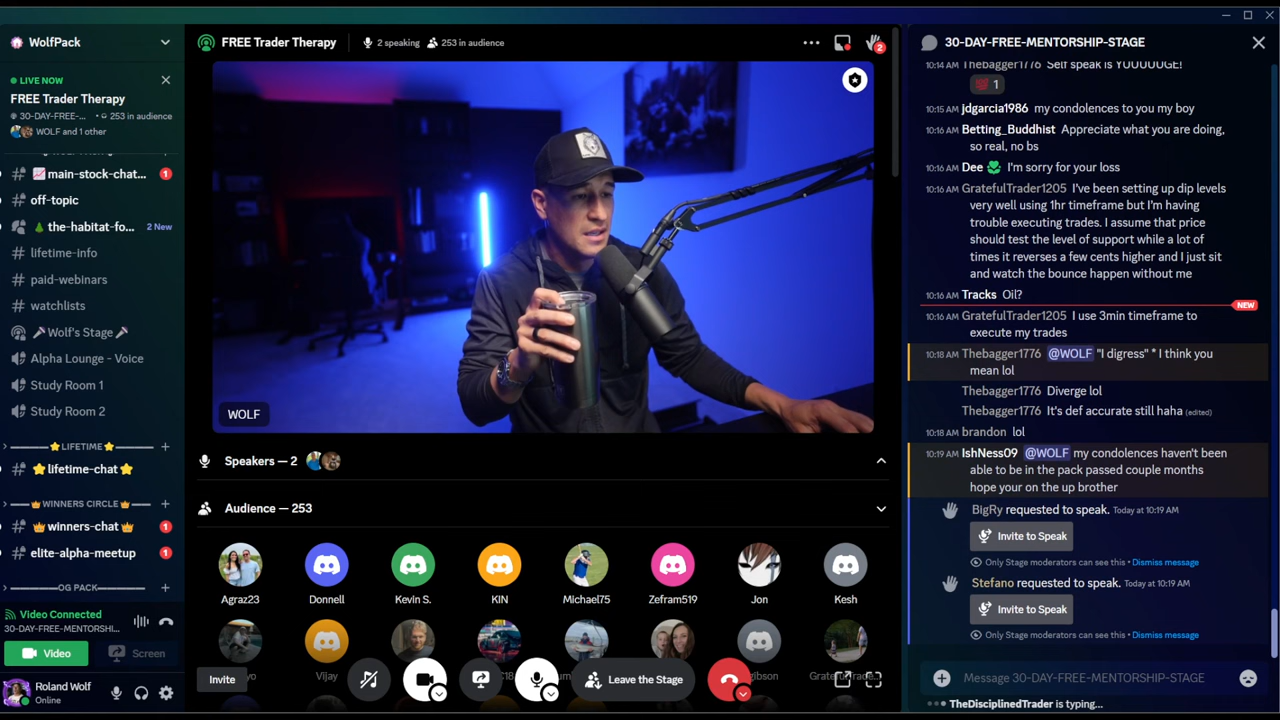 WolfPack
LIVE NOW
FREE Trader Therapy
30-DAY-FREE-... • 253 in audience
WOLF and 1 other
main-stock-chat... 1
off-topic
the-habitat-fo... 2 New
lifetime-info
paid-webinars
watchlists
Wolf's Stage
Alpha Lounge - Voice
Study Room 1
Study Room 2
LIFETIME
lifetime-chat
WINNERS CIRCLE
winners-chat 1
elite-alpha-meetup 1
OG PACK
Video Connected
30-DAY-FREE-MENTORSHI...
Video
Screen
Roland Wolf
Online
FREE Trader Therapy
2 speaking 253 in audience
2
WOLF
Speakers — 2
Audience — 253
Agraz23 Donnell Kevin S. KIN Michael75 Zefram519 Jon Kesh
Vijay
Invite
Leave the Stage
30-DAY-FREE-MENTORSHIP-STAGE
10:14 AM Thebagger1776 Self speak is YUUUUUGE!
1
10:15 AM jdgarcia1986 my condolences to you my boy
10:16 AM Betting_Buddhist Appreciate what you are doing,
so real, no bs
10:16 AM Dee I'm sorry for your loss
10:16 AM GratefulTrader1205 I've been setting up dip levels
very well using 1hr timeframe but I'm having
trouble executing trades. I assume that price
should test the level of support while a lot of
times it reverses a few cents higher and I just sit
and watch the bounce happen without me
10:16 AM Tracks Oil?
NEW
10:16 AM GratefulTrader1205 I use 3min timeframe to
execute my trades
10:18 AM Thebagger1776 @WOLF "I digress" * I think you
mean lol
Thebagger1776 Diverge lol
Thebagger1776 It's def accurate still haha (edited)
10:18 AM brandon lol
10:19 AM IshNess09 @WOLF my condolences haven't been
able to be in the pack passed couple months
hope your on the up brother
BigRy requested to speak. Today at 10:19 AM
Invite to Speak
Only Stage moderators can see this • Dismiss message
Stefano requested to speak. Today at 10:19 AM
Invite to Speak
Only Stage moderators can see this • Dismiss message
Message 30-DAY-FREE-MENTORSHIP-STAGE
TheDisciplinedTrader is typing...